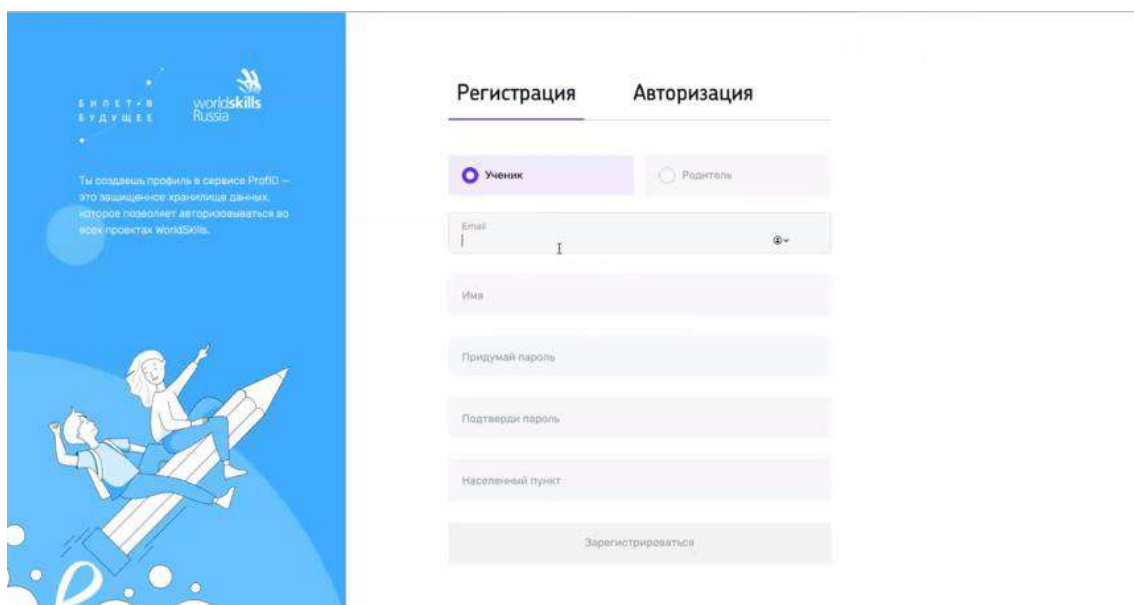 БИЛЕТ В
БУДУЩЕЕ
worldskills
Russia
Ты создаешь профиль в сервисе ProfID —
это защищенное хранилище данных,
которое позволяет авторизовываться во
всех проектах WorldSkills.
Регистрация
Авторизация
Ученик
Родитель
Email
Имя
Придумай пароль
Подтверди пароль
Населенный пункт
Зарегистрироваться